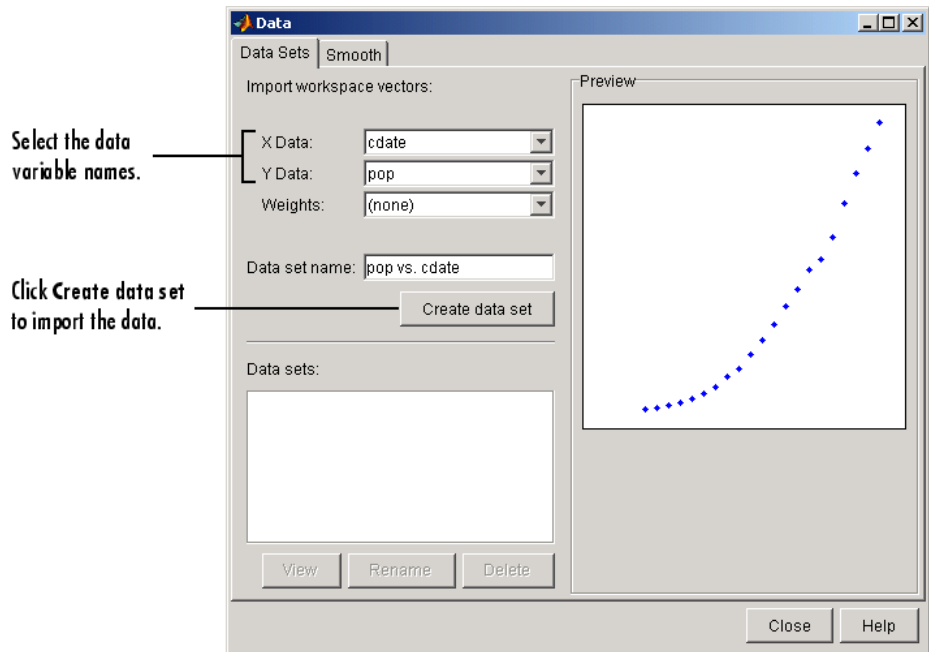 Data
Data Sets
Smooth
Import workspace vectors:
Preview
Select the data
variable names.
X Data:
cdate
Y Data:
pop
Weights:
(none)
Data set name:
pop vs. cdate
Click Create data set
to import the data.
Create data set
Data sets:
View
Rename
Delete
Close
Help